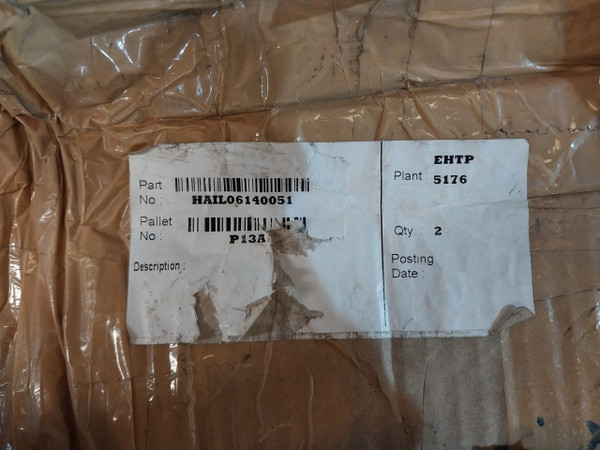 Part No : HAIL06140051
Pallet No : P13A
Description :
EHTP
Plant : 5176
Qty. : 2
Posting Date :